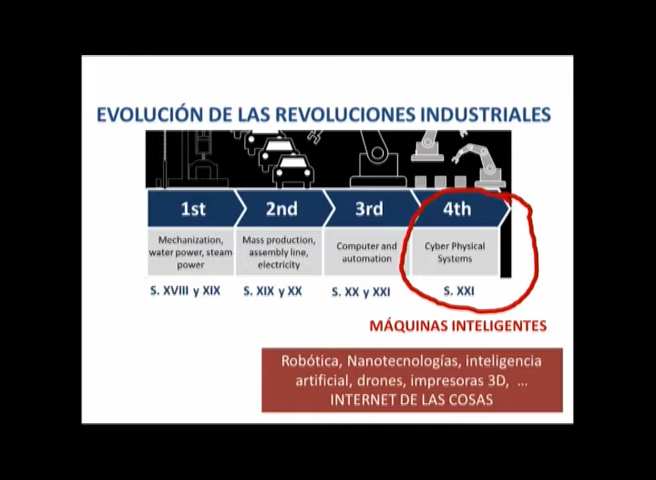 EVOLUCIÓN DE LAS REVOLUCIONES INDUSTRIALES
1st
2nd
3rd
4th
Mechanization,
water power, steam
power
Mass production,
assembly line,
electricity
Computer and
automation
Cyber Physical
Systems
S. XVIII y XIX
S. XIX y XX
S. XX y XXI
S. XXI
MÁQUINAS INTELIGENTES
Robótica, Nanotecnologías, inteligencia
artificial, drones, impresoras 3D, ...
INTERNET DE LAS COSAS